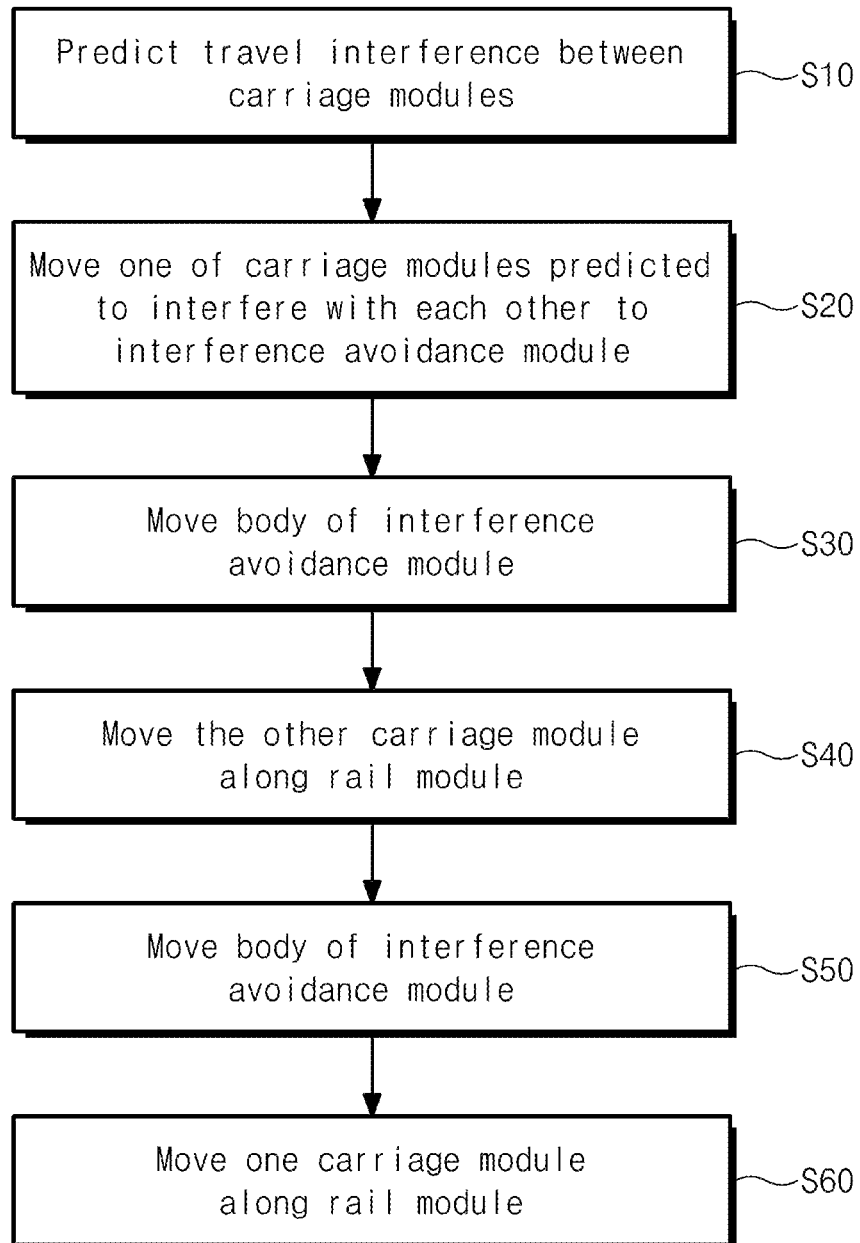 Predict travel interference between
carriage modules
S10
Move one of carriage modules predicted
to interfere with each other to
interference avoidance module
S20
Move body of interference
avoidance module
S30
Move the other carriage module
along rail module
S40
Move body of interference
avoidance module
S50
Move one carriage module
along rail module
S60